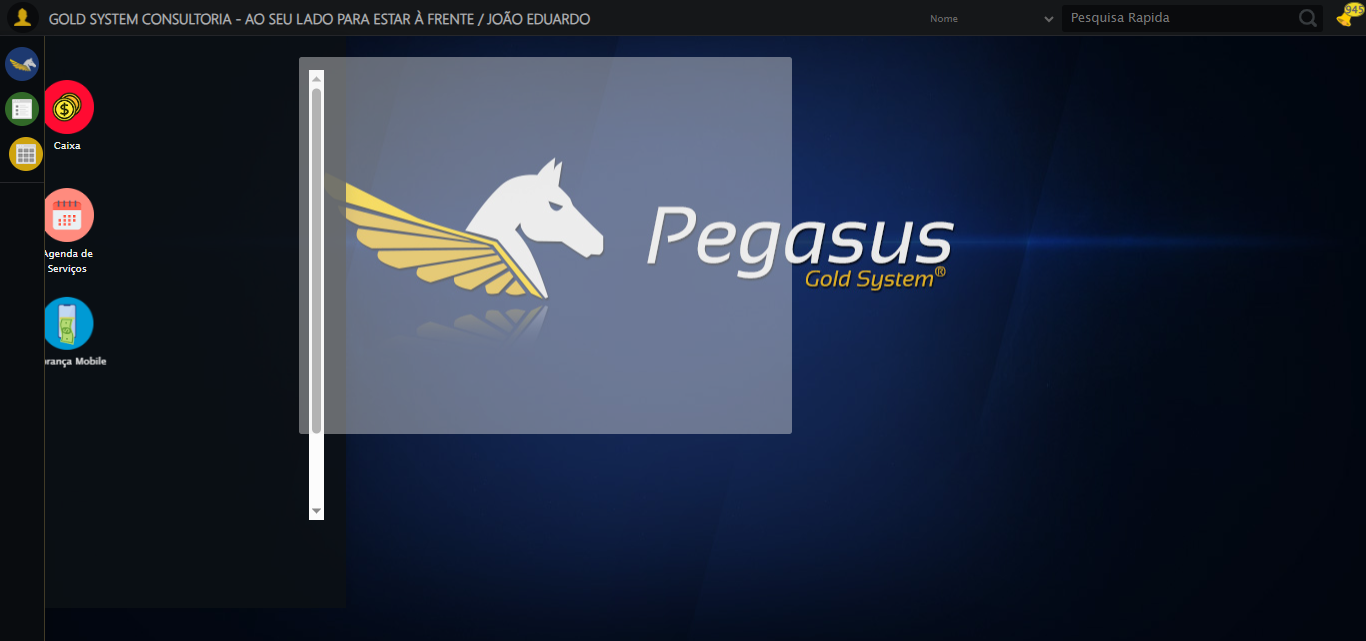 GOLD SYSTEM CONSULTORIA - AO SEU LADO PARA ESTAR À FRENTE / JOÃO EDUARDO
Nome
Pesquisa Rapida
945
Caixa
Agenda de
Serviços
rança Mobile
Pegasus
Gold System®